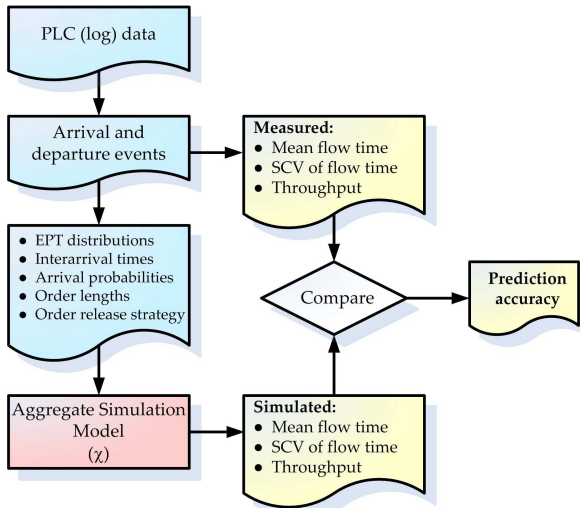 PLC (log) data
Arrival and
departure events
Measured:
● Mean flow time
● SCV of flow time
● Throughput
● EPT distributions
● Interarrival times
● Arrival probabilities
● Order lengths
● Order release strategy
Compare
Prediction
accuracy
Aggregate Simulation
Model
(χ)
Simulated:
● Mean flow time
● SCV of flow time
● Throughput